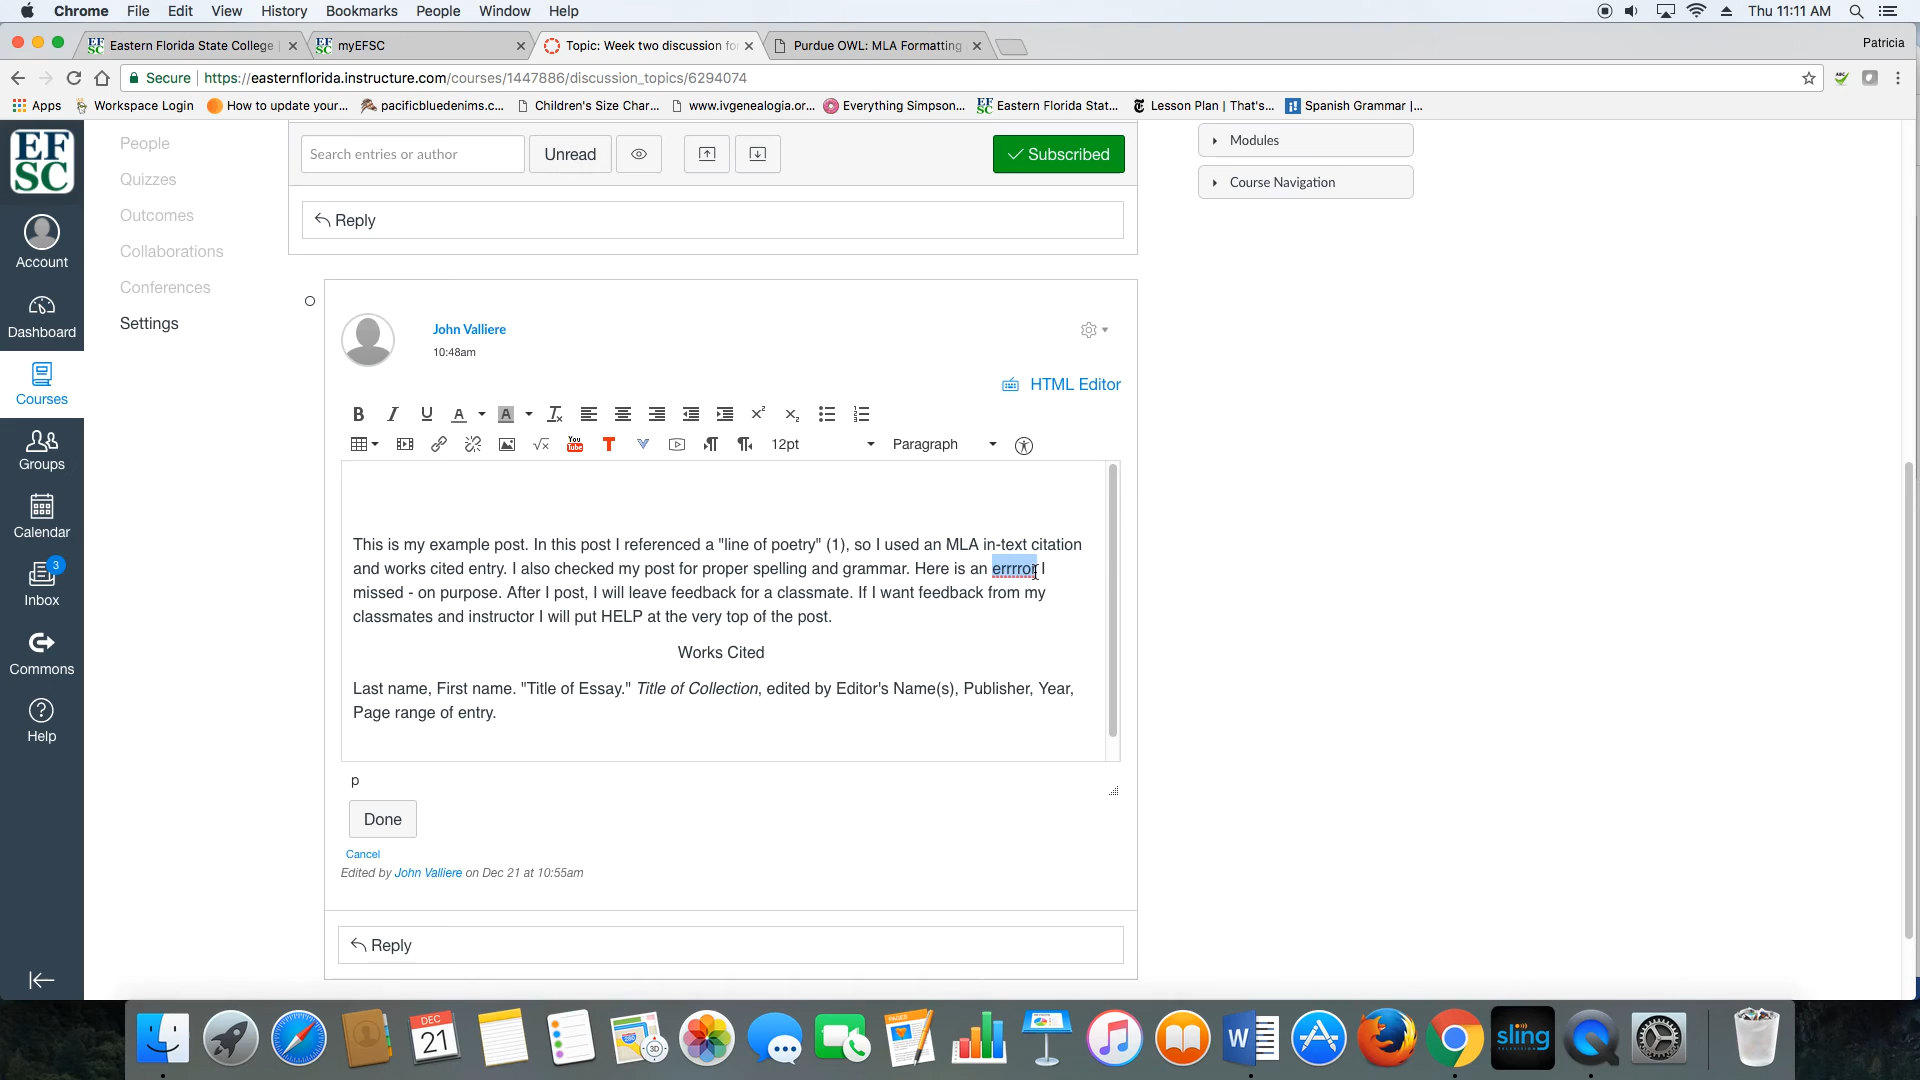 Chrome File Edit View History Bookmarks People Window Help Thu 11:11 AM
Eastern Florida State College myEFSC Topic: Week two discussion fo Purdue OWL: MLA Formatting Patricia
Secure https://easternflorida.instructure.com/courses/1447886/discussion_topics/6294074
Apps Workspace Login How to update your... pacificbluedenims.c... Children's Size Char... www.ivgenealogia.or... Everything Simpson... Eastern Florida Stat... Lesson Plan | That's... Spanish Grammar |...
EF
SC
Account
Dashboard
Courses
Groups
Calendar
3
Inbox
Commons
Help
People
Quizzes
Outcomes
Collaborations
Conferences
Settings
Search entries or author Unread Subscribed
Reply
Modules
Course Navigation
John Valliere
10:48am
HTML Editor
12pt Paragraph
This is my example post. In this post I referenced a "line of poetry" (1), so I used an MLA in-text citation
and works cited entry. I also checked my post for proper spelling and grammar. Here is an errrror I
missed - on purpose. After I post, I will leave feedback for a classmate. If I want feedback from my
classmates and instructor I will put HELP at the very top of the post.
Works Cited
Last name, First name. "Title of Essay." Title of Collection, edited by Editor's Name(s), Publisher, Year,
Page range of entry.
p
Done
Cancel
Edited by John Valliere on Dec 21 at 10:55am
Reply
DEC
21
sling